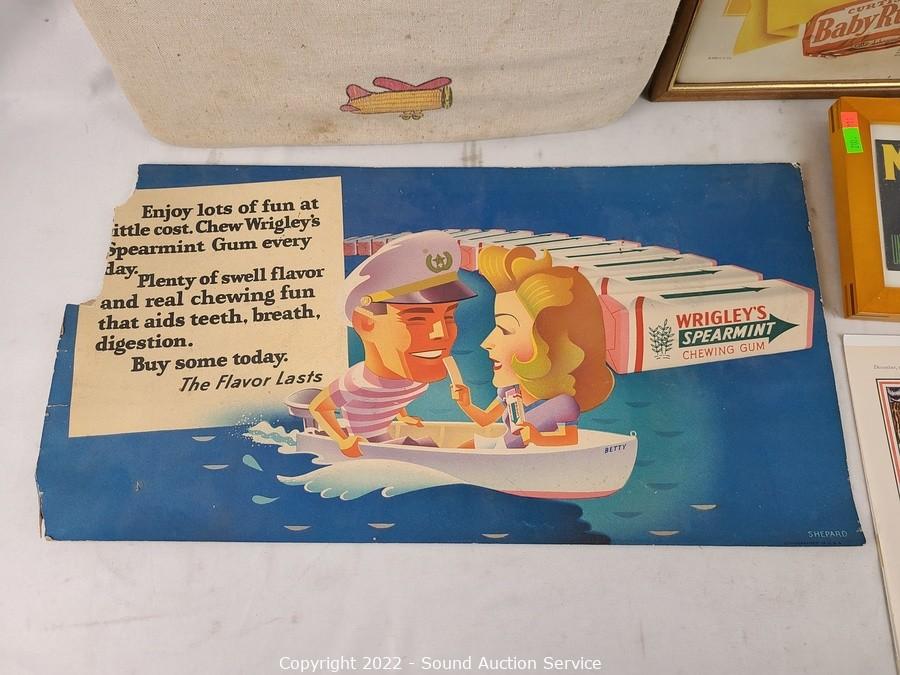 CURTISS
Enjoy lots of fun at
little cost. Chew Wrigley's
Spearmint Gum every
day.
Plenty of swell flavor
and real chewing fun
that aids teeth, breath,
digestion.
Buy some today.
The Flavor Lasts
WRIGLEY'S
SPEARMINT
CHEWING GUM
BETTY
SHEPARD
Copyright 2022 - Sound Auction Service